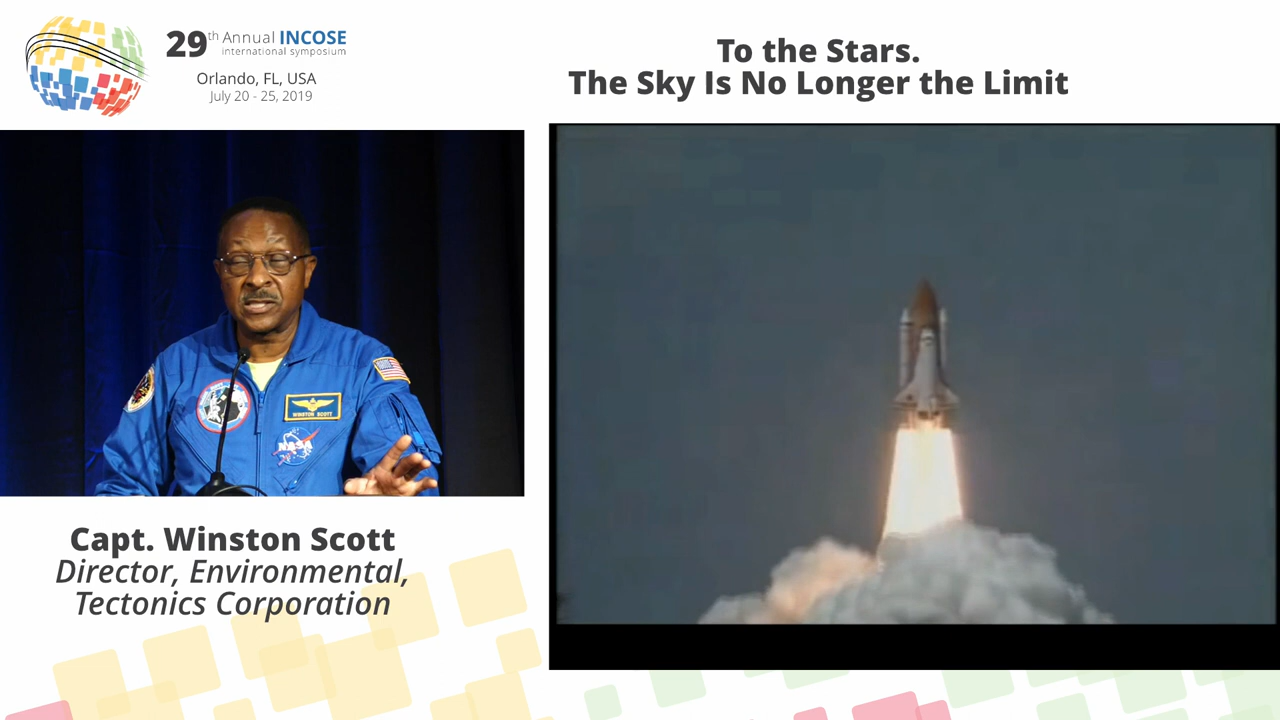 29th Annual INCOSE
international symposium
Orlando, FL, USA
July 20 - 25, 2019
To the Stars.
The Sky Is No Longer the Limit
WINSTON SCOTT
NASA
Capt. Winston Scott
Director, Environmental,
Tectonics Corporation